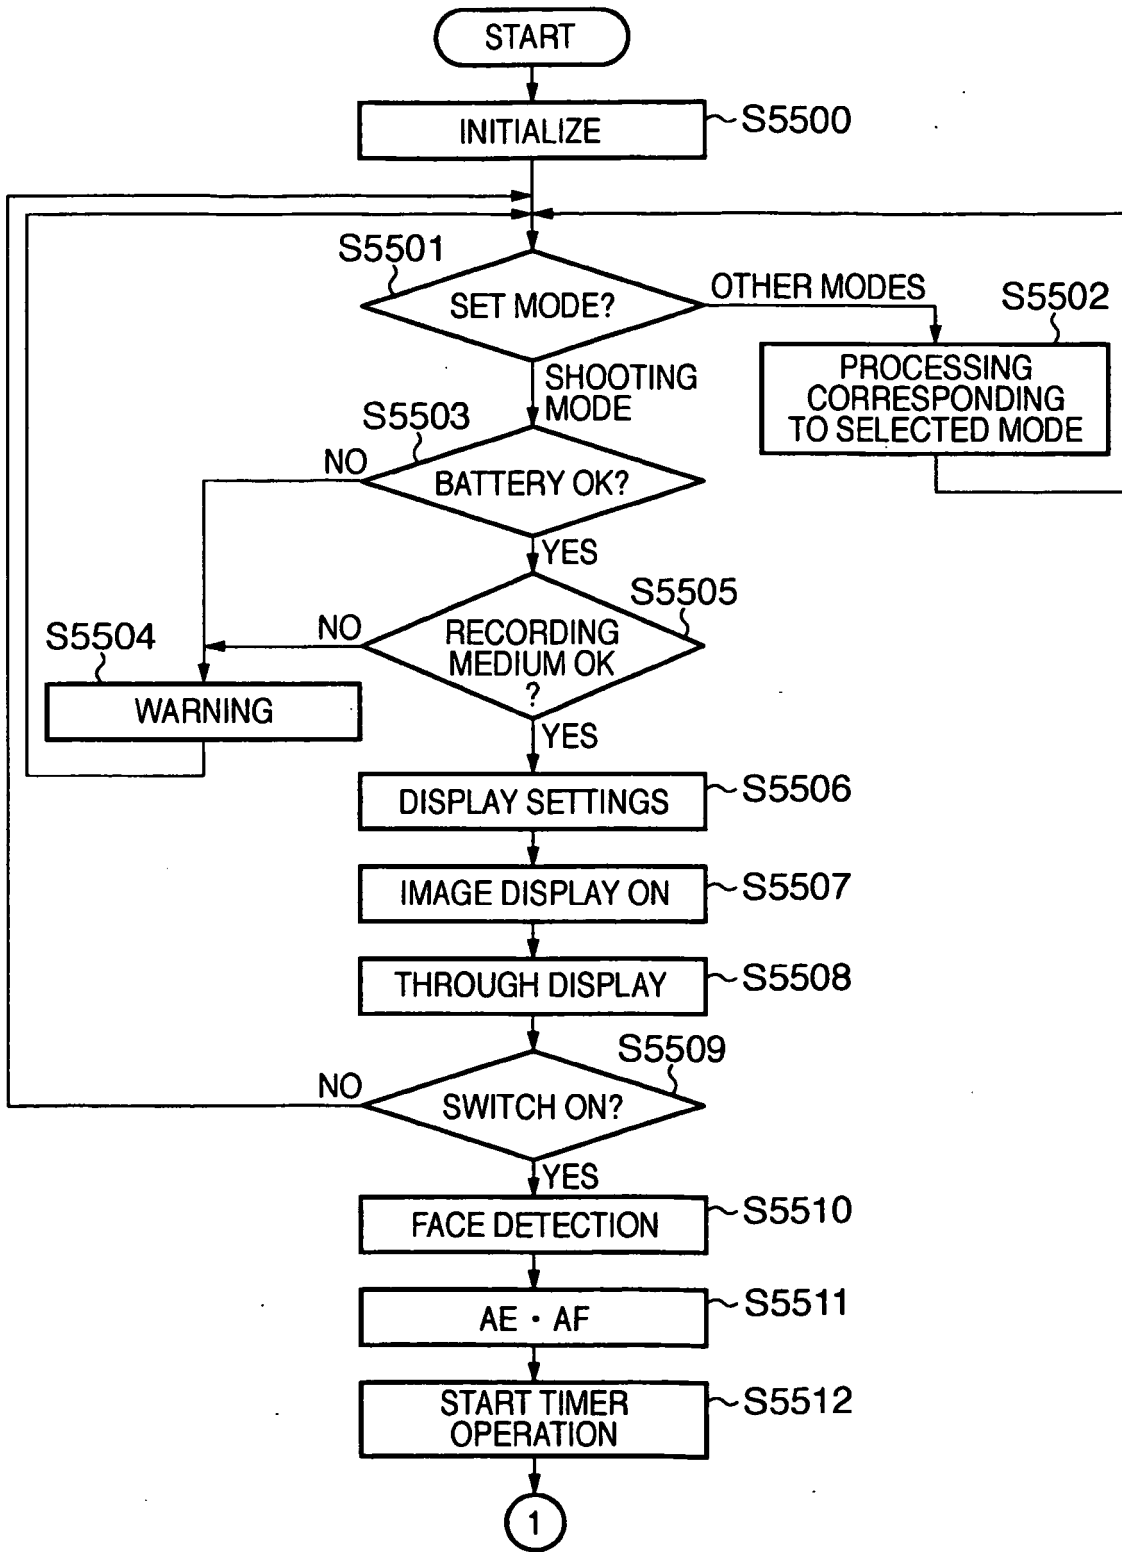 START
INITIALIZE
S5500
S5501
SET MODE?
OTHER MODES
S5502
PROCESSING
CORRESPONDING
TO SELECTED MODE
SHOOTING
MODE
S5503
NO
BATTERY OK?
YES
S5505
S5504
NO
RECORDING
MEDIUM OK
?
WARNING
YES
DISPLAY SETTINGS
S5506
IMAGE DISPLAY ON
S5507
THROUGH DISPLAY
S5508
S5509
NO
SWITCH ON?
YES
FACE DETECTION
S5510
AE · AF
S5511
START TIMER
OPERATION
S5512
1